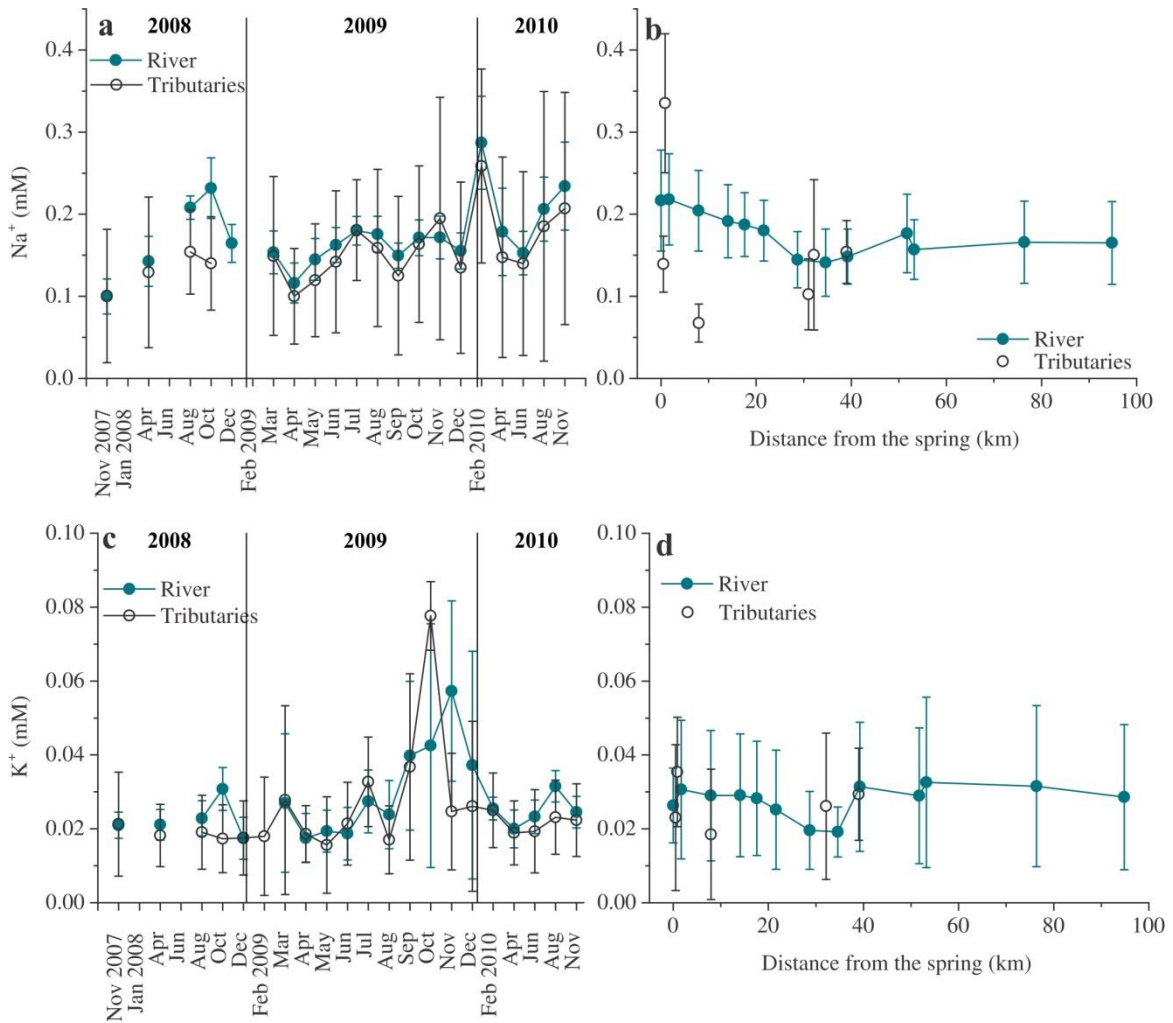 a
2008
2009
2010
River
Tributaries
Na⁺ (mM)
0.4
0.3
0.2
0.1
0.0
Nov 2007
Jan 2008
Apr
Jun
Aug
Oct
Dec
Feb 2009
Mar
Apr
May
Jun
Jul
Aug
Sep
Oct
Nov
Dec
Feb 2010
Apr
Jun
Aug
Nov
b
0.4
0.3
0.2
0.1
0.0
River
Tributaries
0 20 40 60 80 100
Distance from the spring (km)
c
2008
2009
2010
River
Tributaries
K⁺ (mM)
0.10
0.08
0.06
0.04
0.02
0.00
Nov 2007
Jan 2008
Apr
Jun
Aug
Oct
Dec
Feb 2009
Mar
Apr
May
Jun
Jul
Aug
Sep
Oct
Nov
Dec
Feb 2010
Apr
Jun
Aug
Nov
d
0.10
0.08
0.06
0.04
0.02
0.00
River
Tributaries
0 20 40 60 80 100
Distance from the spring (km)